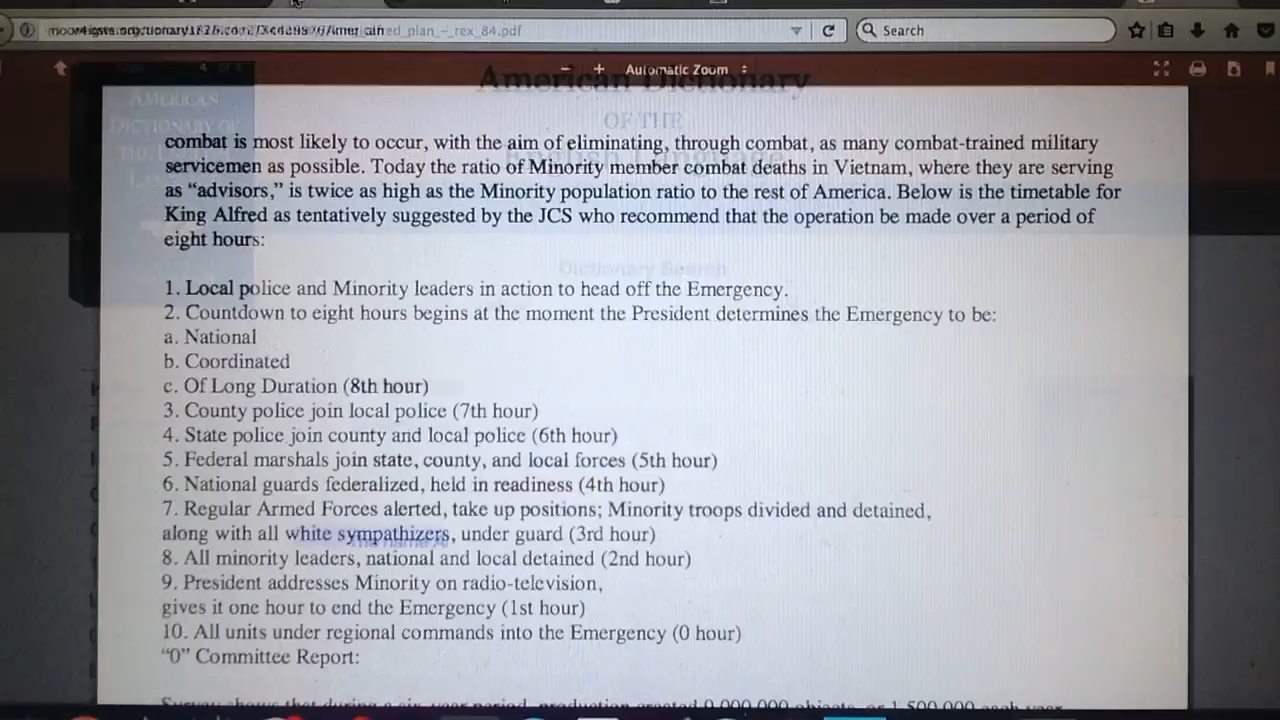 Search
Automatic Zoom
American Dictionary
OF THE
English Language
AMERICAN
DICTIONARY OF
combat is most likely to occur, with the aim of eliminating, through combat, as many combat-trained military
servicemen as possible. Today the ratio of Minority member combat deaths in Vietnam, where they are serving
as “advisors,” is twice as high as the Minority population ratio to the rest of America. Below is the timetable for
King Alfred as tentatively suggested by the JCS who recommend that the operation be made over a period of
eight hours:
Dictionary Search
1. Local police and Minority leaders in action to head off the Emergency.
2. Countdown to eight hours begins at the moment the President determines the Emergency to be:
a. National
b. Coordinated
c. Of Long Duration (8th hour)
3. County police join local police (7th hour)
4. State police join county and local police (6th hour)
5. Federal marshals join state, county, and local forces (5th hour)
6. National guards federalized, held in readiness (4th hour)
7. Regular Armed Forces alerted, take up positions; Minority troops divided and detained,
along with all white sympathizers, under guard (3rd hour)
8. All minority leaders, national and local detained (2nd hour)
9. President addresses Minority on radio-television,
gives it one hour to end the Emergency (1st hour)
10. All units under regional commands into the Emergency (0 hour)
“0” Committee Report: